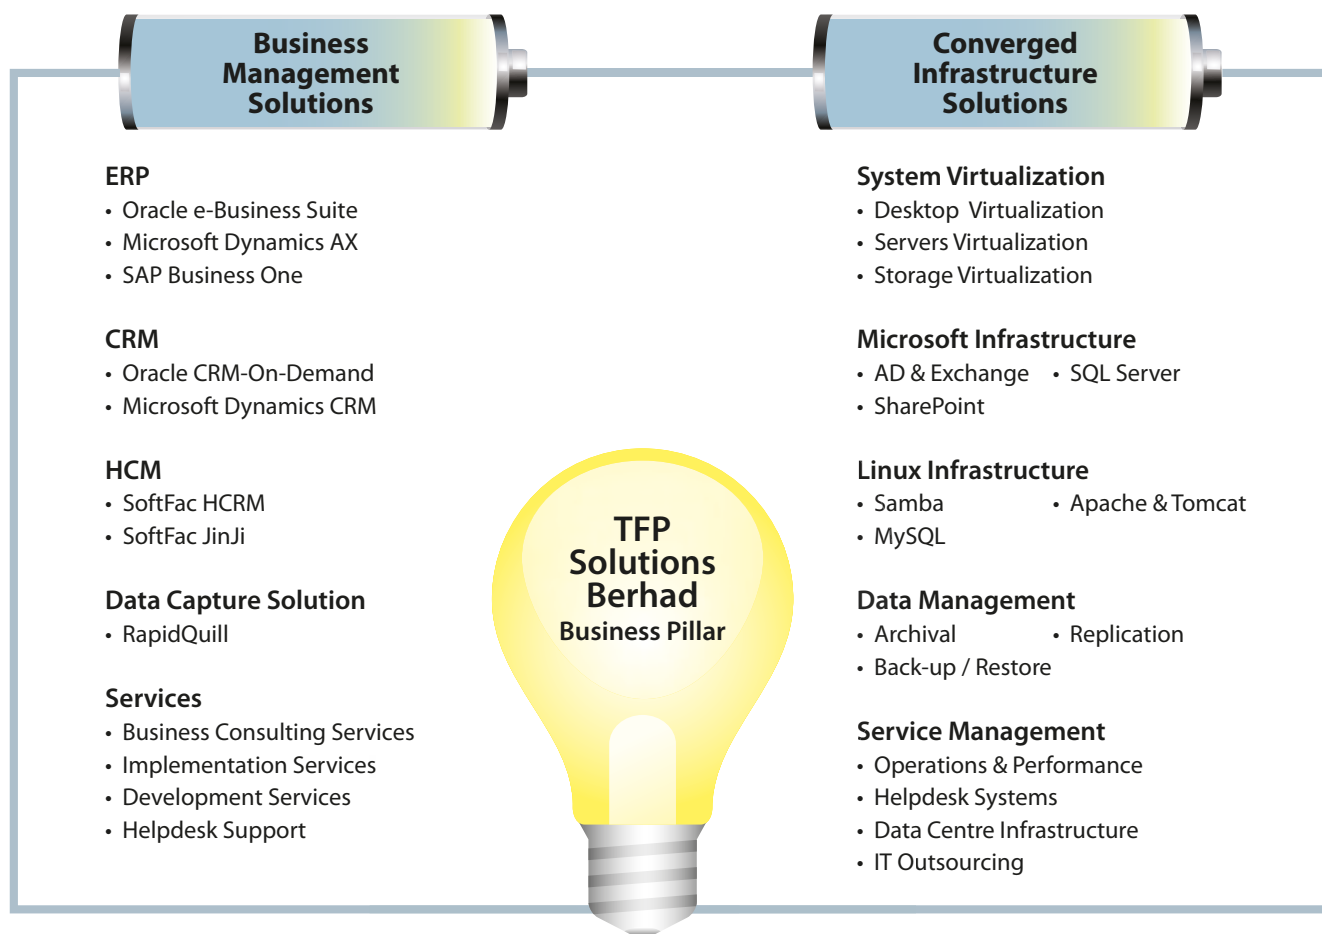 Business
Management
Solutions
ERP
• Oracle e-Business Suite
• Microsoft Dynamics AX
• SAP Business One
CRM
• Oracle CRM-On-Demand
• Microsoft Dynamics CRM
HCM
• SoftFac HCRM
• SoftFac JinJi
Data Capture Solution
• RapidQuill
Services
• Business Consulting Services
• Implementation Services
• Development Services
• Helpdesk Support
TFP
Solutions
Berhad
Business Pillar
Converged
Infrastructure
Solutions
System Virtualization
• Desktop Virtualization
• Servers Virtualization
• Storage Virtualization
Microsoft Infrastructure
• AD & Exchange • SQL Server
• SharePoint
Linux Infrastructure
• Samba • Apache & Tomcat
• MySQL
Data Management
• Archival • Replication
• Back-up / Restore
Service Management
• Operations & Performance
• Helpdesk Systems
• Data Centre Infrastructure
• IT Outsourcing